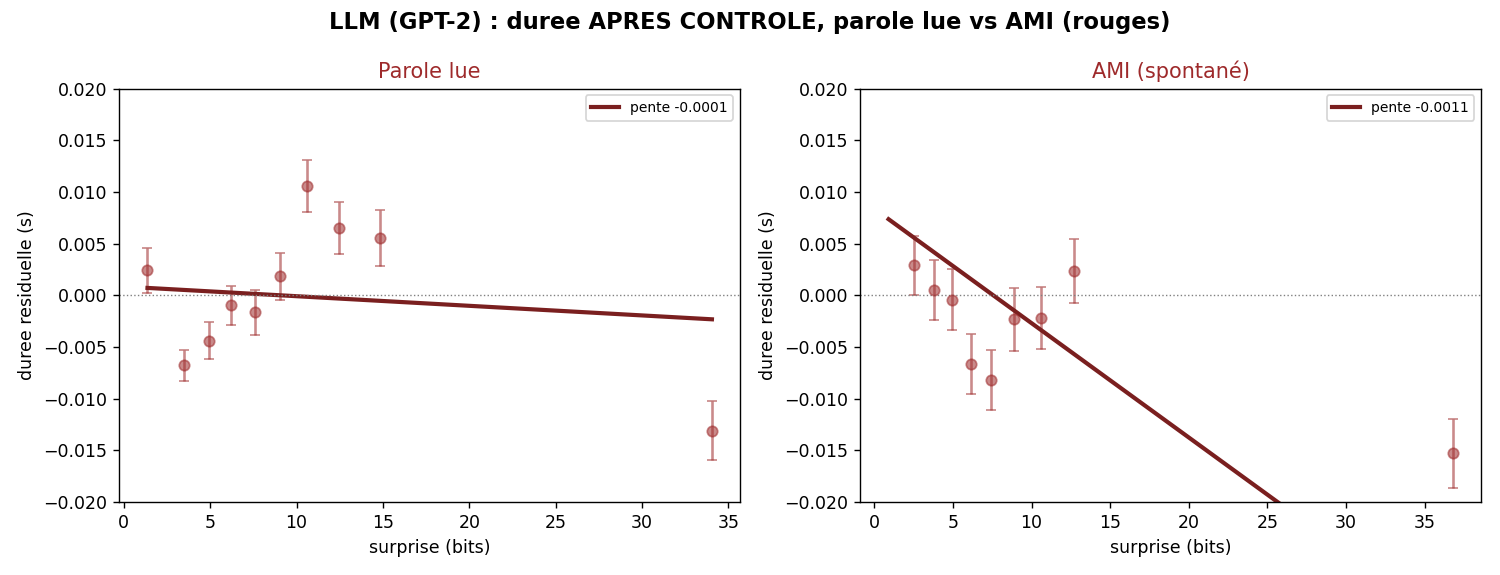 LLM (GPT-2) : duree APRES CONTROLE, parole lue vs AMI (rouges)
Parole lue
pente -0.0001
0.020
0.015
0.010
0.005
0.000
−0.005
−0.010
−0.015
−0.020
duree residuelle (s)
0 5 10 15 20 25 30 35
surprise (bits)
AMI (spontané)
pente -0.0011
0.020
0.015
0.010
0.005
0.000
−0.005
−0.010
−0.015
−0.020
duree residuelle (s)
0 5 10 15 20 25 30 35
surprise (bits)